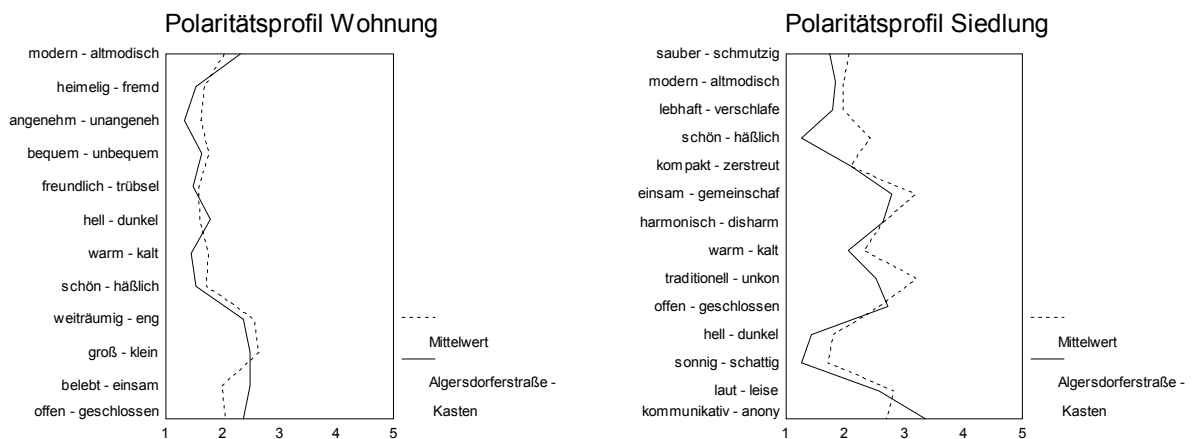 Polaritätsprofil Wohnung
modern - altmodisch
heimelig - fremd
angenehm - unangeneh
bequem - unbequem
freundlich - trübsel
hell - dunkel
warm - kalt
schön - häßlich
weiträumig - eng
groß - klein
belebt - einsam
offen - geschlossen
1 2 3 4 5
Mittelwert
Algersdorferstraße -
Kasten
Polaritätsprofil Siedlung
sauber - schmutzig
modern - altmodisch
lebhaft - verschlafe
schön - häßlich
kompakt - zerstreut
einsam - gemeinschaf
harmonisch - disharm
warm - kalt
traditionell - unkon
offen - geschlossen
hell - dunkel
sonnig - schattig
laut - leise
kommunikativ - anony
1 2 3 4 5
Mittelwert
Algersdorferstraße -
Kasten